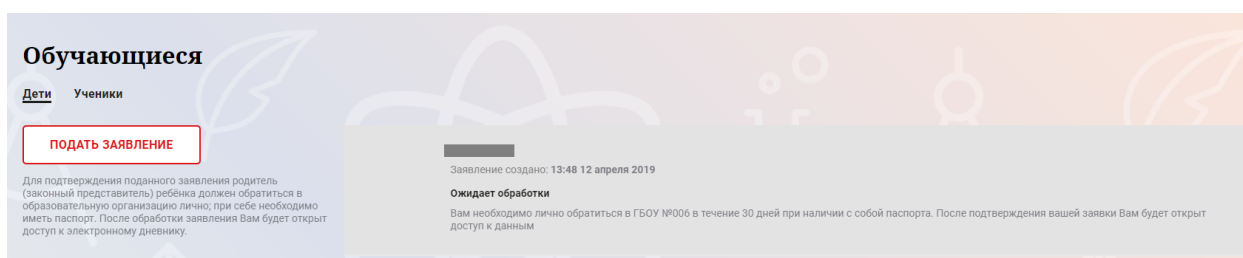 Обучающиеся
Дети Ученики
ПОДАТЬ ЗАЯВЛЕНИЕ
Для подтверждения поданного заявления родитель
(законный представитель) ребёнка должен обратиться в
образовательную организацию лично; при себе необходимо
иметь паспорт. После обработки заявления Вам будет открыт
доступ к электронному дневнику.
Заявление создано: 13:48 12 апреля 2019
Ожидает обработки
Вам необходимо лично обратиться в ГБОУ №006 в течение 30 дней при наличии с собой паспорта. После подтверждения вашей заявки Вам будет открыт
доступ к данным